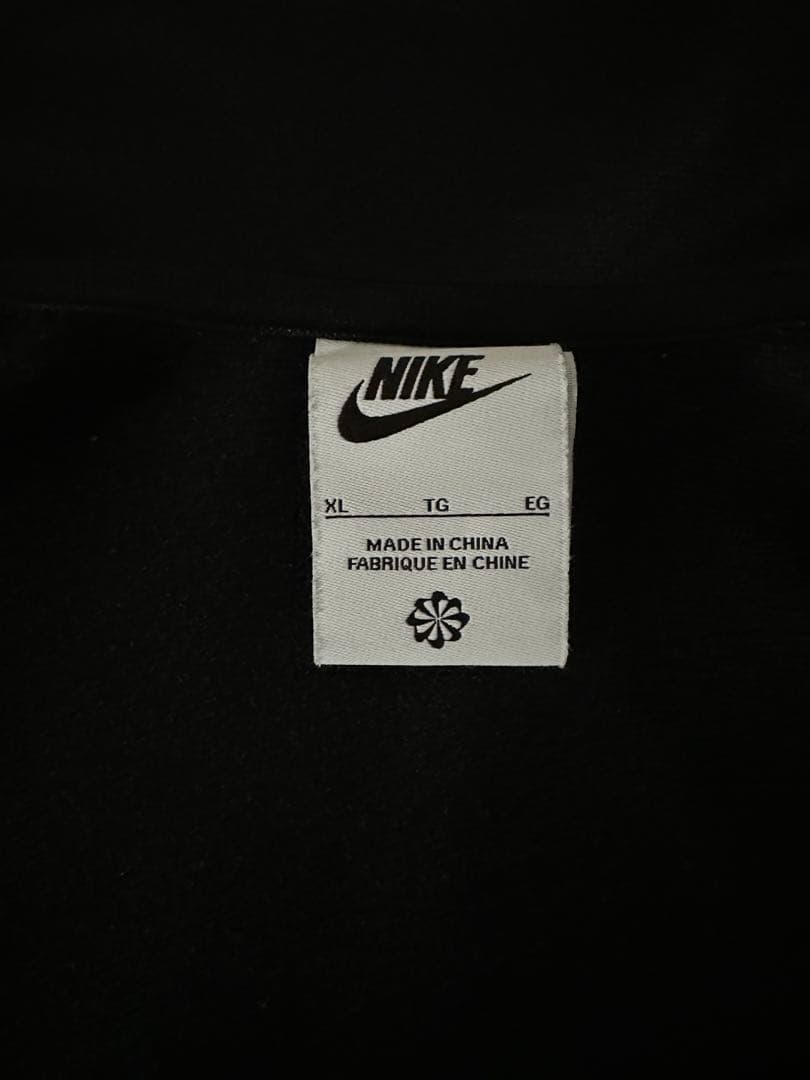 NIKE
XL TG EG
MADE IN CHINA
FABRIQUE EN CHINE